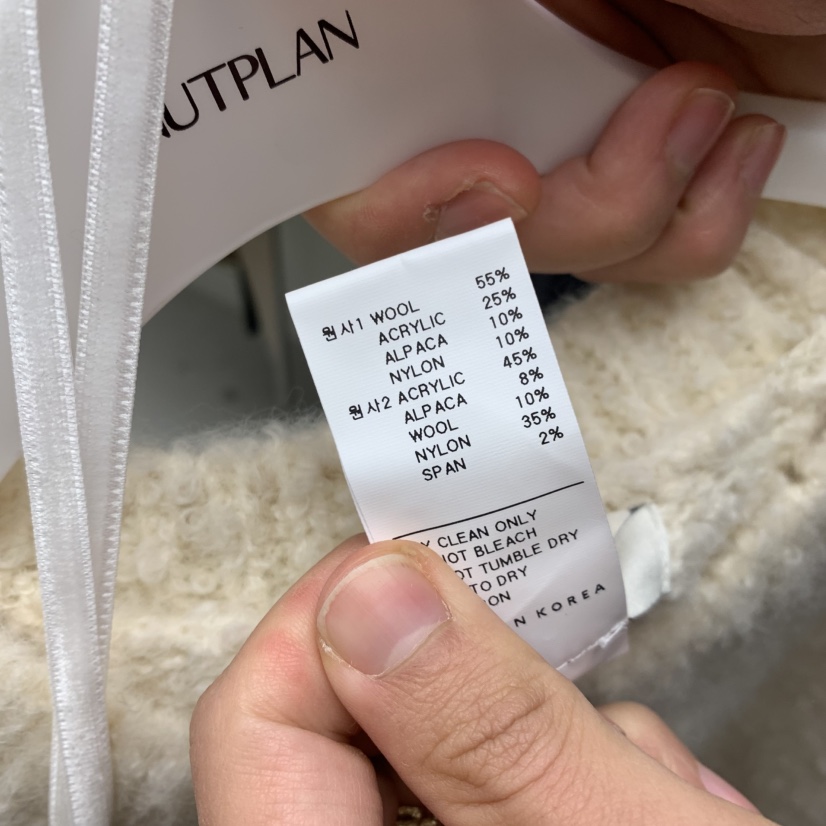 UTPLAN
원사1 WOOL 55%
ACRYLIC 25%
ALPACA 10%
NYLON 10%
원사2 ACRYLIC 45%
ALPACA 8%
WOOL 10%
NYLON 35%
SPAN 2%
CLEAN ONLY
NOT BLEACH
TUMBLE DRY
TO DRY
ON
N KOREA